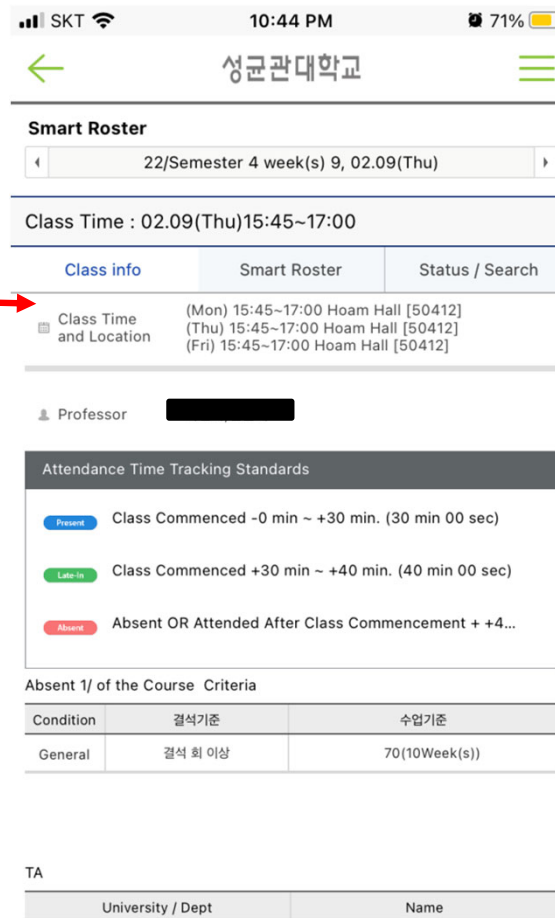 SKT 10:44 PM 71%
성균관대학교
Smart Roster
22/Semester 4 week(s) 9, 02.09(Thu)
Class Time : 02.09(Thu)15:45~17:00
Class info Smart Roster Status / Search
Class Time and Location
(Mon) 15:45~17:00 Hoam Hall [50412]
(Thu) 15:45~17:00 Hoam Hall [50412]
(Fri) 15:45~17:00 Hoam Hall [50412]
Professor
Attendance Time Tracking Standards
Present Class Commenced -0 min ~ +30 min. (30 min 00 sec)
Late-In Class Commenced +30 min ~ +40 min. (40 min 00 sec)
Absent Absent OR Attended After Class Commencement + +4...
Absent 1/ of the Course Criteria
Condition 결석기준 수업기준
General 결석 회 이상 70(10Week(s))
TA
University / Dept Name